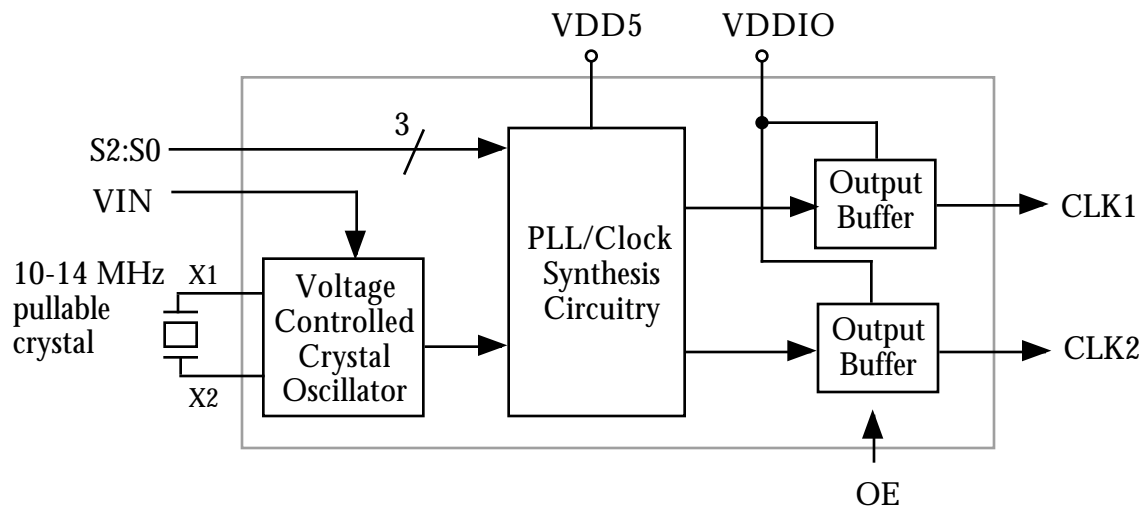 VDD5
VDDIO
3
S2:S0
VIN
Output
Buffer
CLK1
PLL/Clock
Synthesis
Circuitry
10-14 MHz
pullable
crystal
X1
X2
Voltage
Controlled
Crystal
Oscillator
Output
Buffer
CLK2
OE